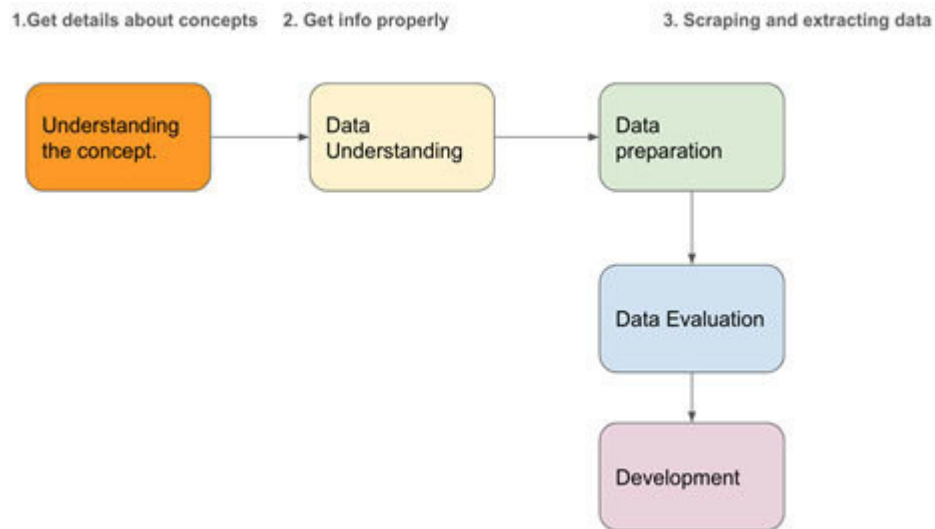 1.Get details about concepts
2. Get info properly
3. Scraping and extracting data
Understanding
the concept.
Data
Understanding
Data
preparation
Data Evaluation
Development